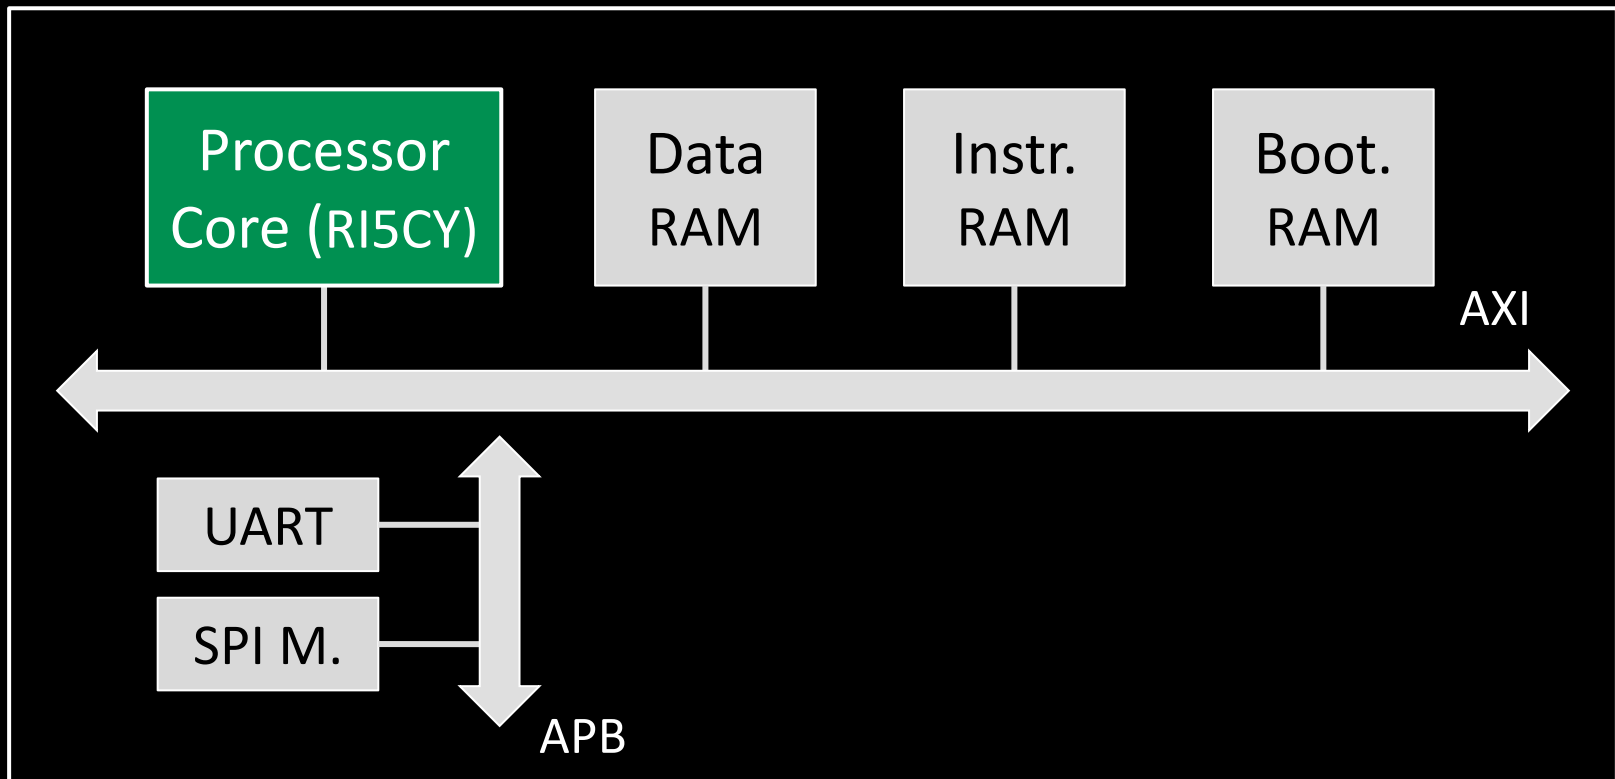 Processor
Core (RI5CY)
Data
RAM
Instr.
RAM
Boot.
RAM
AXI
UART
SPI M.
APB